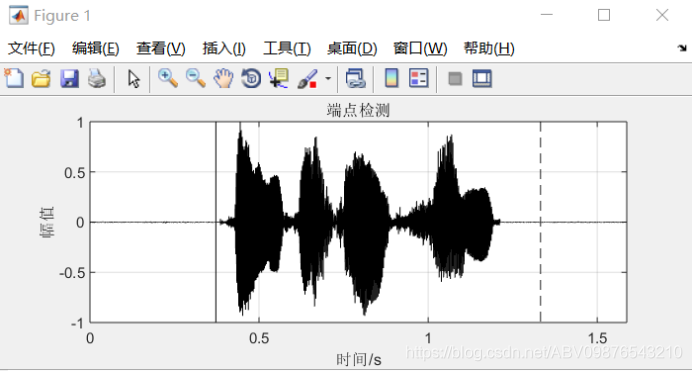 Figure 1
文件(F) 编辑(E) 查看(V) 插入(I) 工具(T) 桌面(D) 窗口(W) 帮助(H)
端点检测
1
0.5
0
-0.5
-1
幅值
0 0.5 1 1.5
时间/s
https://blog.csdn.net/ABV09876543210